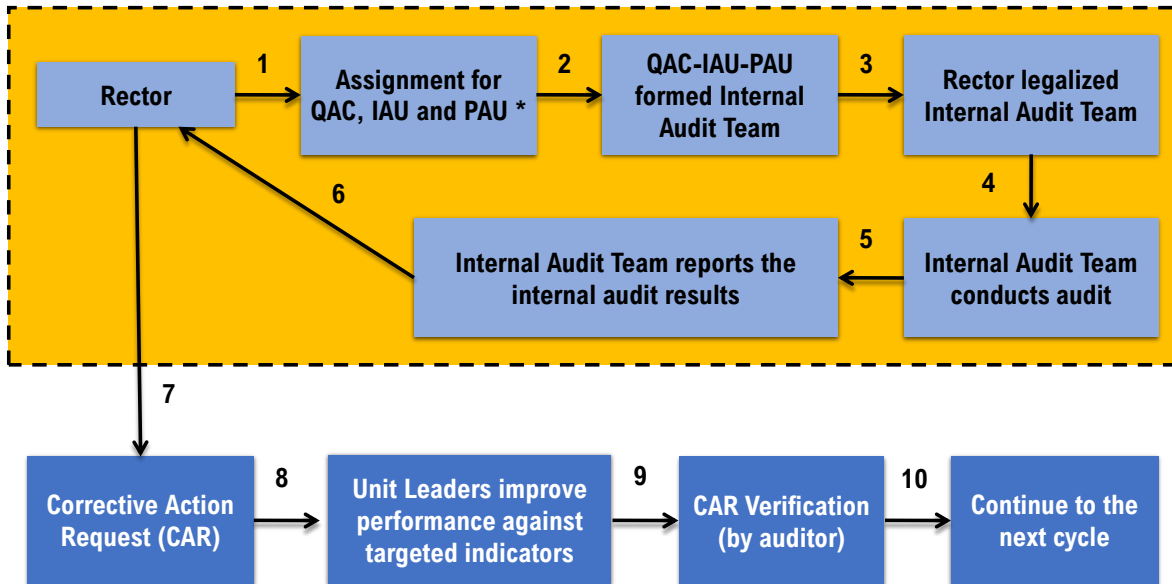 1
2
3
Rector
Assignment for
QAC, IAU and PAU *
QAC-IAU-PAU
formed Internal
Audit Team
Rector legalized
Internal Audit Team
4
5
6
Internal Audit Team
conducts audit
Internal Audit Team reports the
internal audit results
7
8
9
10
Corrective Action
Request (CAR)
Unit Leaders improve
performance against
targeted indicators
CAR Verification
(by auditor)
Continue to the
next cycle